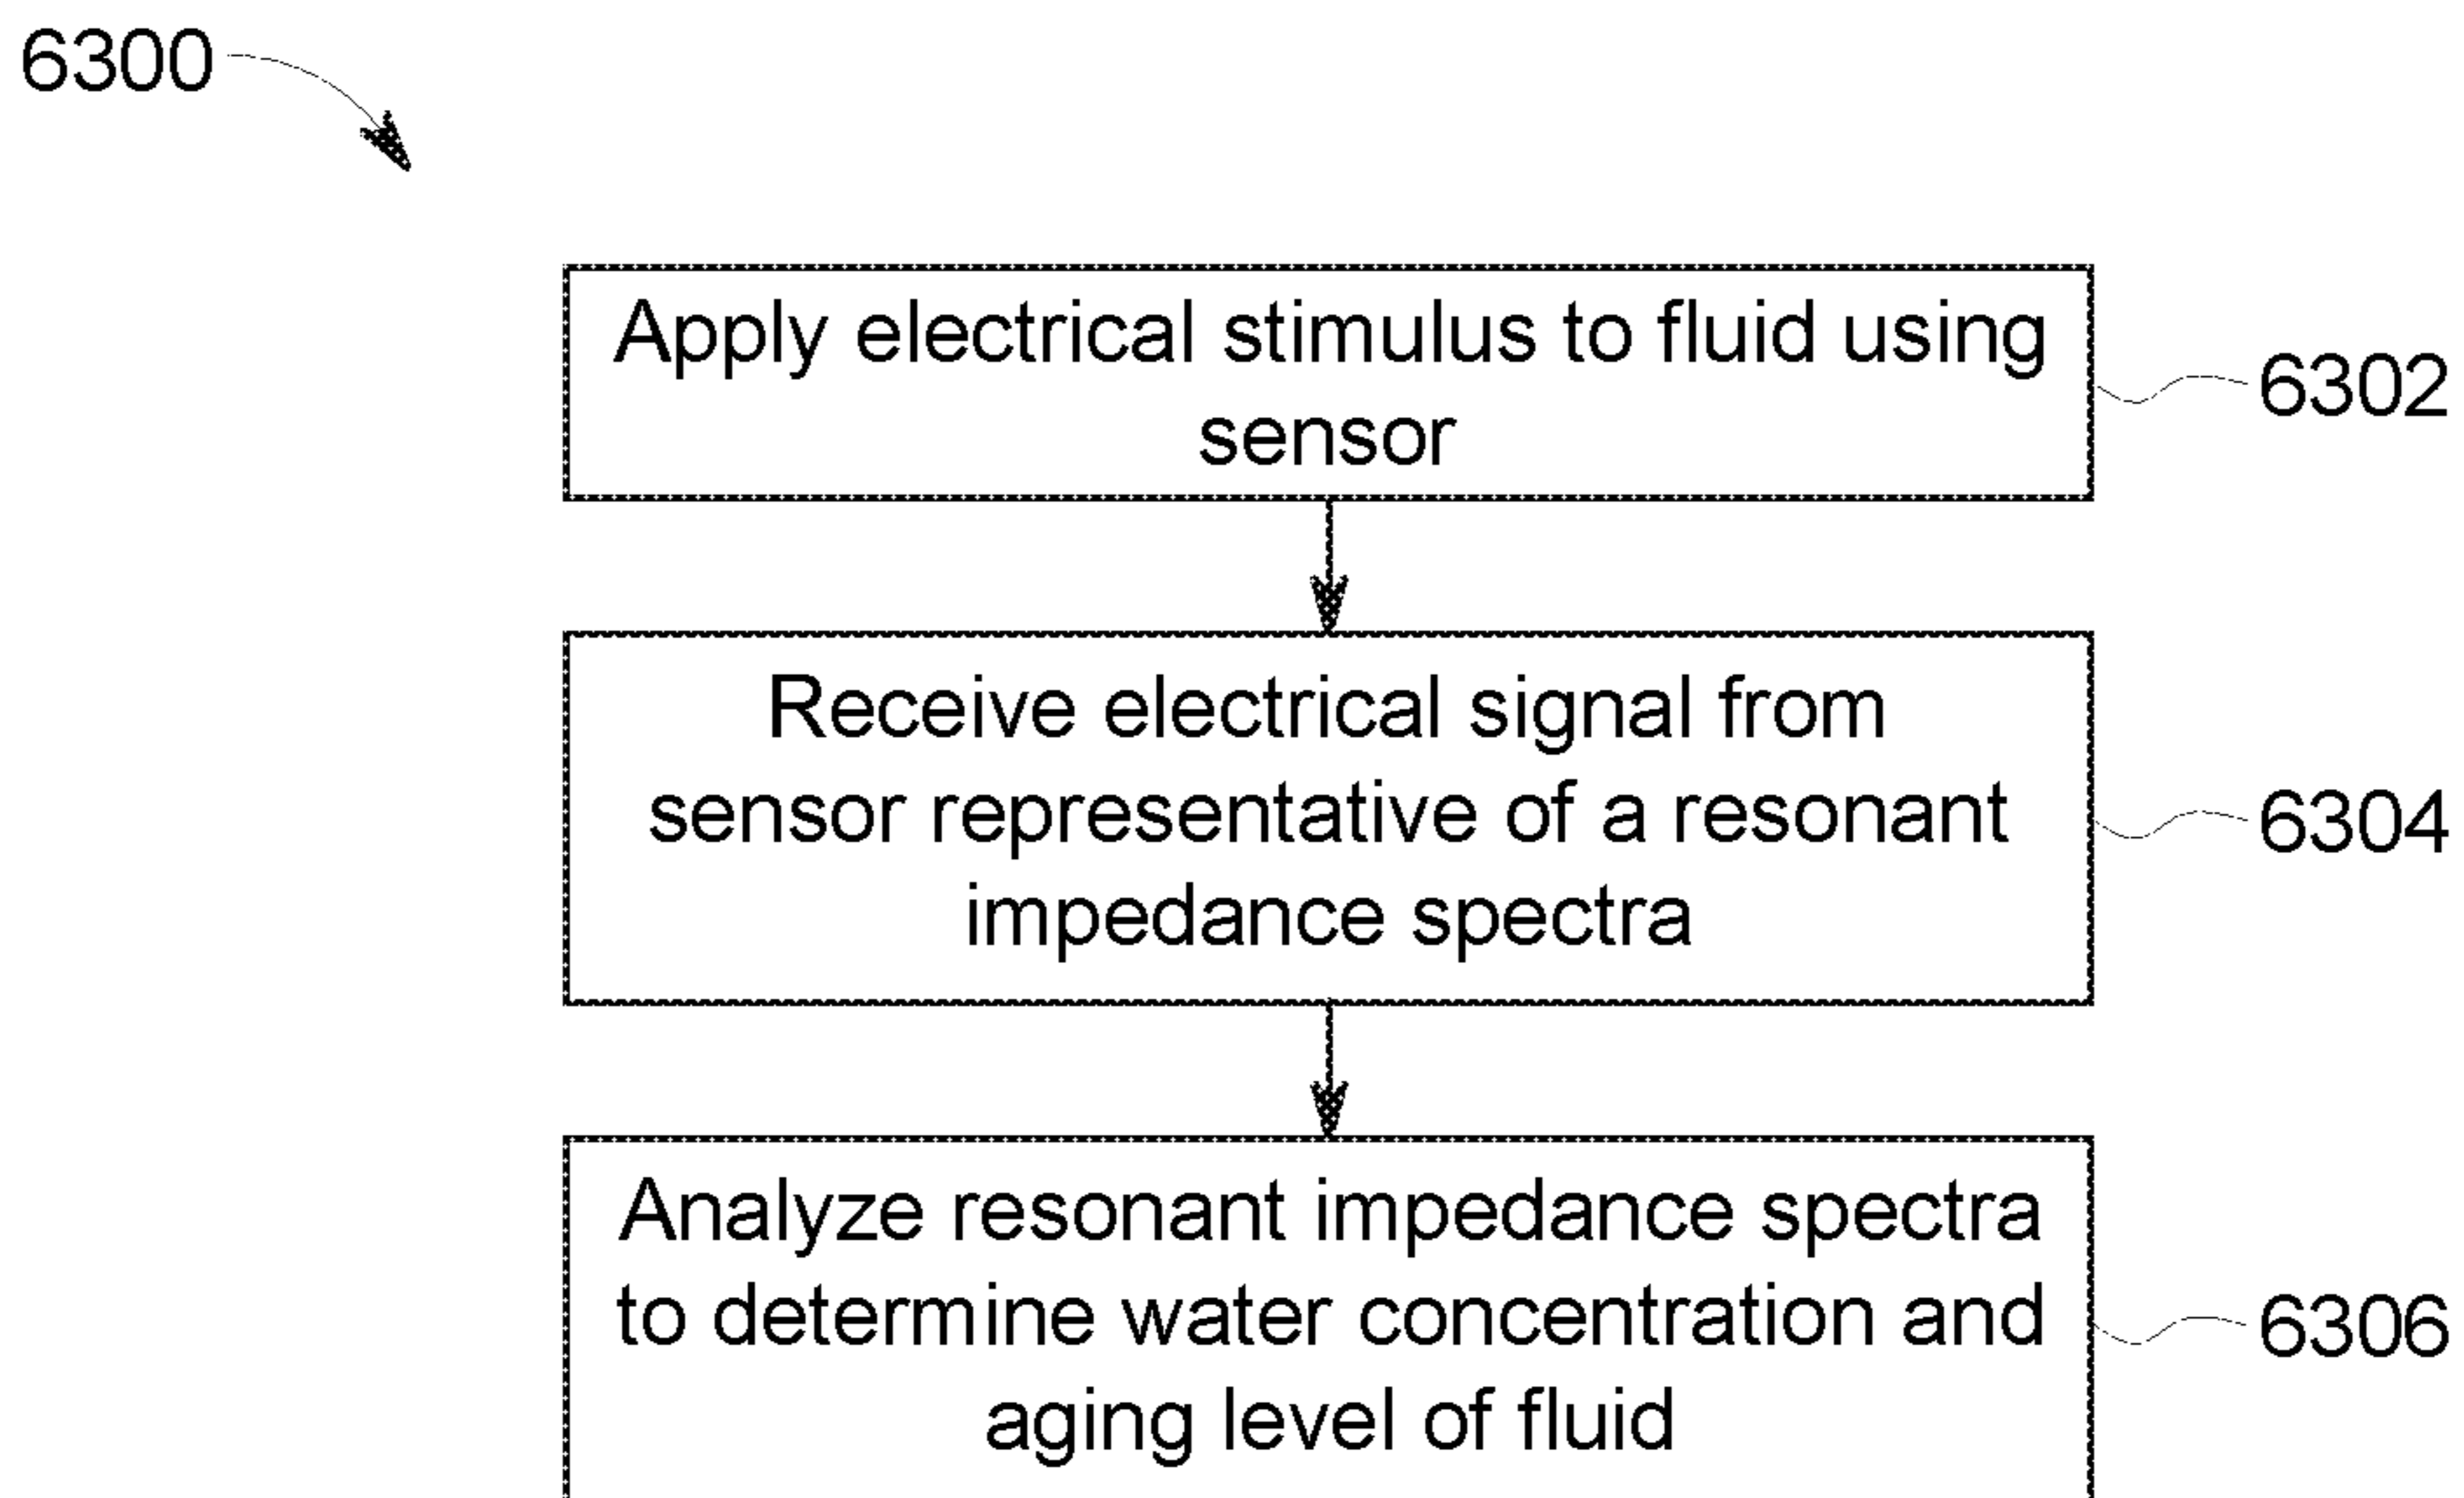 6300
Apply electrical stimulus to fluid using
sensor
6302
Receive electrical signal from
sensor representative of a resonant
impedance spectra
6304
Analyze resonant impedance spectra
to determine water concentration and
aging level of fluid
6306